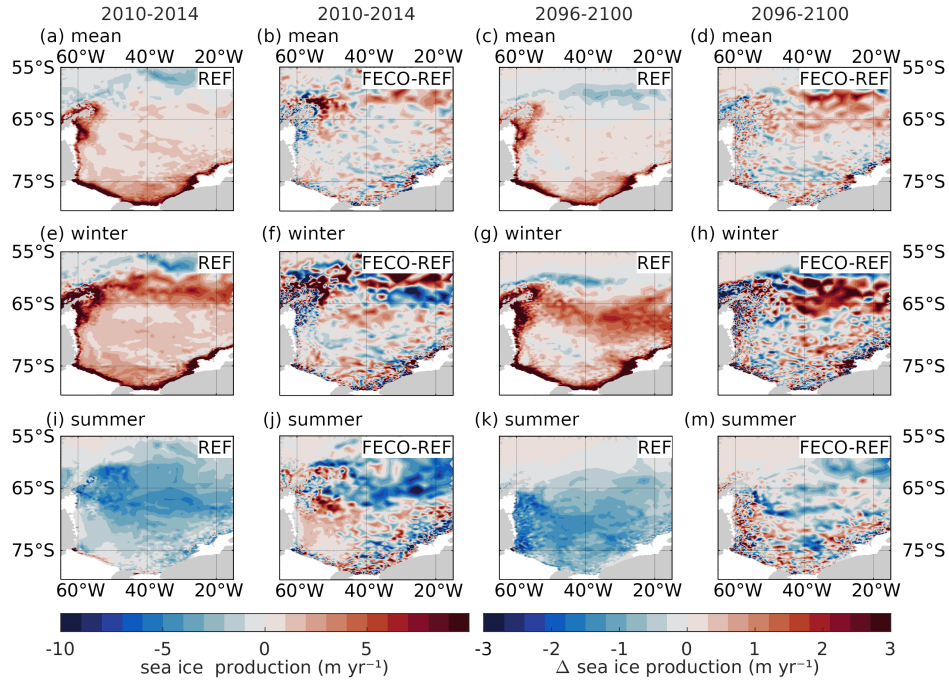 2010-2014 2010-2014 2096-2100 2096-2100
(a) mean (b) mean (c) mean (d) mean
60°W 40°W 20°W 60°W 40°W 20°W 60°W 40°W 20°W 60°W 40°W 20°W
55°S REF FECO-REF REF FECO-REF 55°S
65°S 65°S
75°S 75°S
(e) winter (f) winter (g) winter (h) winter
55°S REF FECO-REF REF FECO-REF 55°S
65°S 65°S
75°S 75°S
(i) summer (j) summer (k) summer (m) summer
55°S REF FECO-REF REF FECO-REF 55°S
65°S 65°S
75°S 75°S
60°W 40°W 20°W 60°W 40°W 20°W 60°W 40°W 20°W 60°W 40°W 20°W
-10 -5 0 5 -3 -2 -1 0 1 2 3
sea ice production (m yr⁻¹) Δ sea ice production (m yr⁻¹)